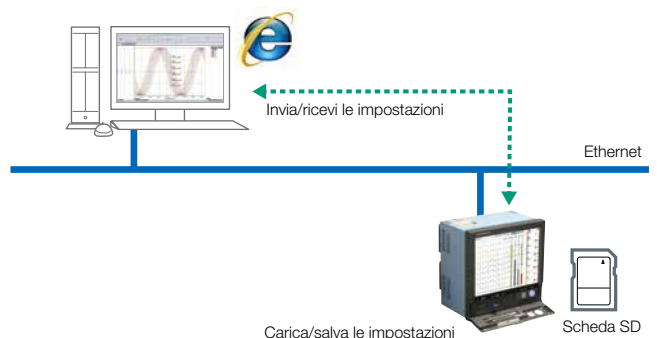 Invia/ricevi le impostazioni
Ethernet
Carica/salva le impostazioni
Scheda SD